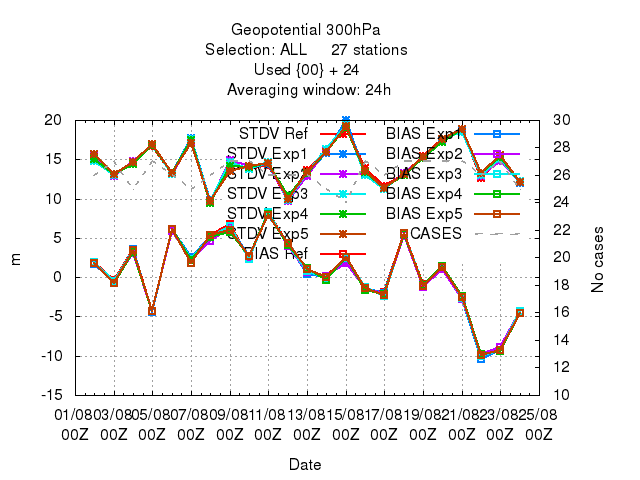 Geopotential 300hPa
Selection: ALL 27 stations
Used {00} + 24
Averaging window: 24h
20 30
15 28
10 26
5 24
0 22
-5 20
-10 18
-15 16
14
12
10
m
No cases
STDV Ref BIAS Exp1
STDV Exp1 BIAS Exp2
STDV Exp2 BIAS Exp3
STDV Exp3 BIAS Exp4
STDV Exp4 BIAS Exp5
STDV Exp5 CASES
BIAS Ref
01/08 03/08 05/08 07/08 09/08 11/08 13/08 15/08 17/08 19/08 21/08 23/08 25/08
00Z 00Z 00Z 00Z 00Z 00Z 00Z 00Z 00Z 00Z 00Z 00Z 00Z
Date